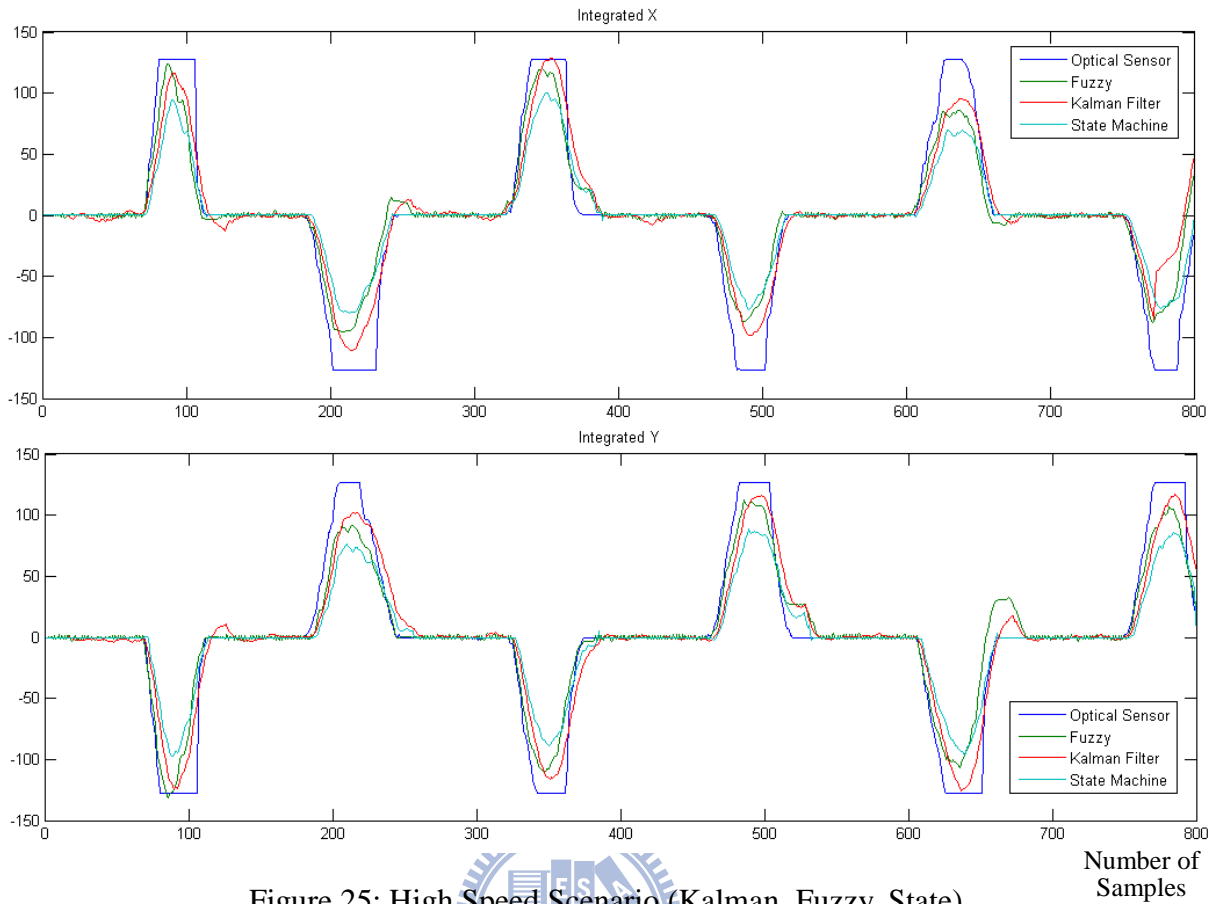 Integrated X
150
100
50
0
-50
-100
-150
0 100 200 300 400 500 600 700 800
Optical Sensor
Fuzzy
Kalman Filter
State Machine
Integrated Y
150
100
50
0
-50
-100
-150
0 100 200 300 400 500 600 700 800
Optical Sensor
Fuzzy
Kalman Filter
State Machine
Number of
Samples
ES A
Figure 25: High Speed Scenario (Kalman, Fuzzy, State)